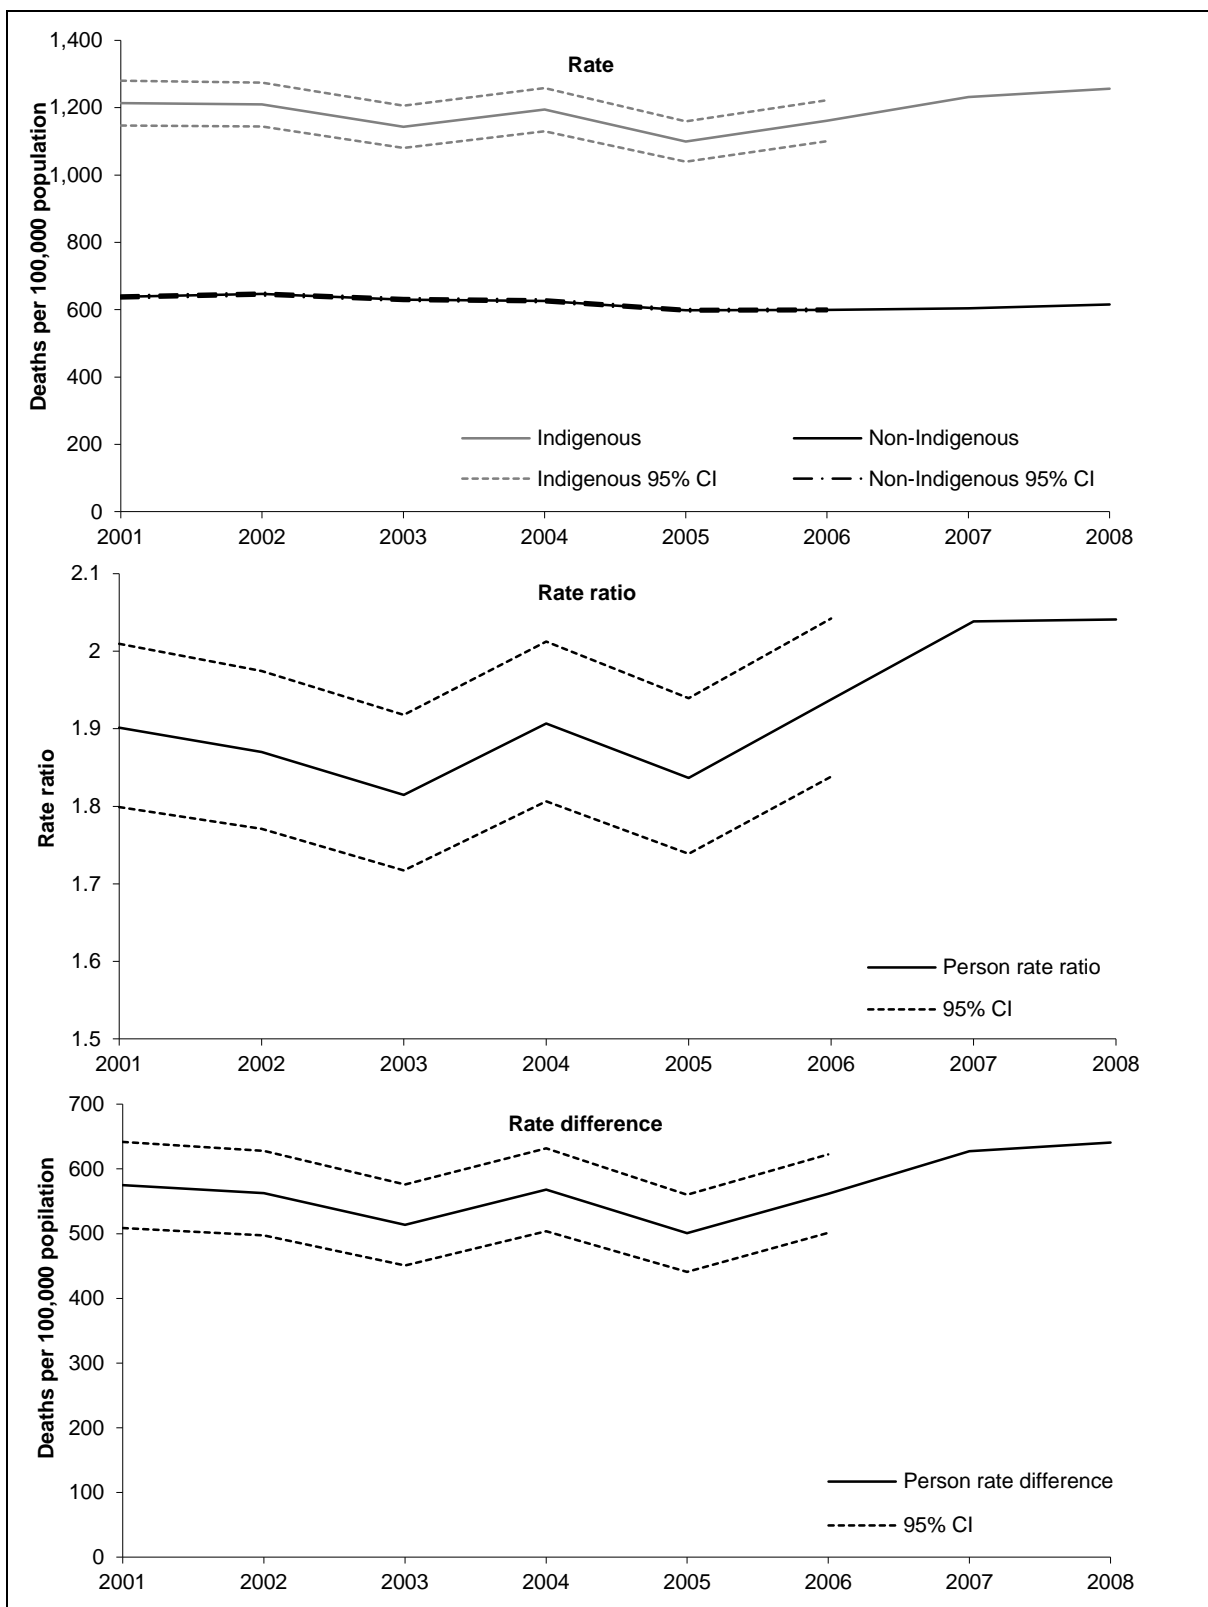 Rate
Deaths per 100,000 population
1,400
1,200
1,000
800
600
400
200
0
Indigenous
Non-Indigenous
Indigenous 95% CI
Non-Indigenous 95% CI
2001 2002 2003 2004 2005 2006 2007 2008
Rate ratio
Rate ratio
2.1
2
1.9
1.8
1.7
1.6
1.5
Person rate ratio
95% CI
2001 2002 2003 2004 2005 2006 2007 2008
Rate difference
Deaths per 100,000 popilation
700
600
500
400
300
200
100
0
Person rate difference
95% CI
2001 2002 2003 2004 2005 2006 2007 2008